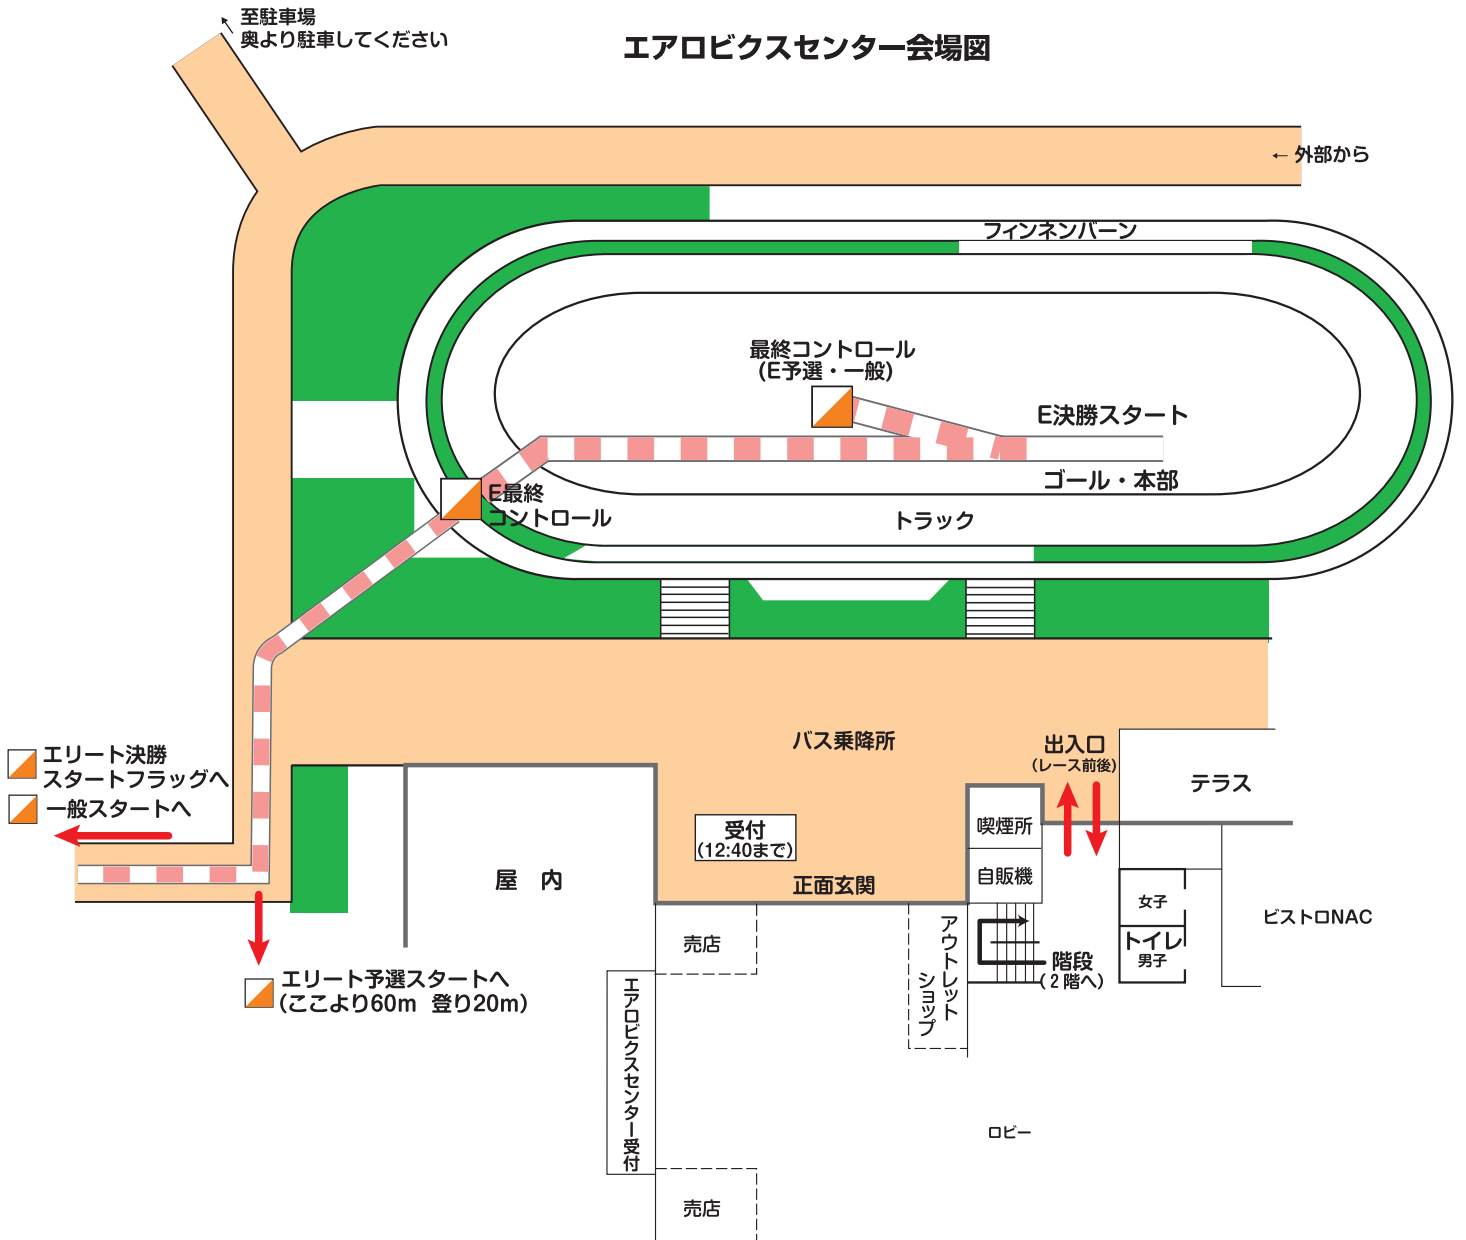 ↑ 至駐車場
奥より駐車してください
エアロビクスセンター会場図
← 外部から
フィンネンバーン
最終コントロール
(E予選・一般)
E決勝スタート
ゴール・本部
E最終
コントロール
トラック
バス乗降所
出入口
(レース前後)
テラス
エリート決勝
スタートフラッグへ
一般スタートへ
受付
(12:40まで)
喫煙所
自販機
正面玄関
屋 内
女子
トイレ
男子
ビストロNAC
売店
アウトレット
ショップ
階段
(2階へ)
エリート予選スタートへ
(ここより60m 登り20m)
エアロビクスセンター受付
ロビー
売店